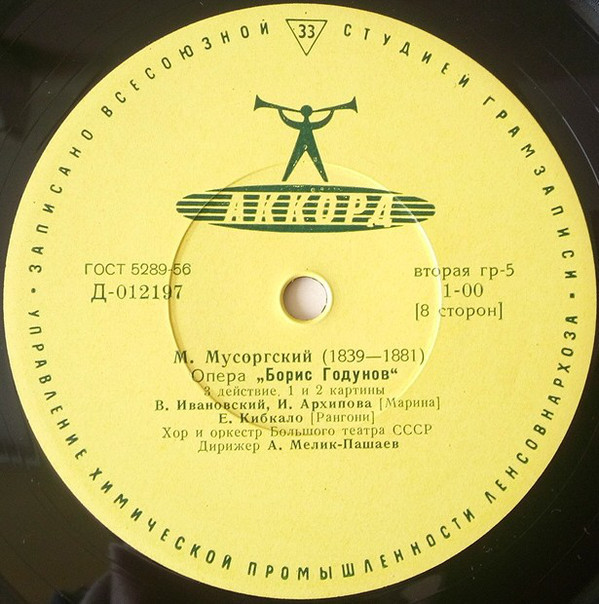 ЗАПИСАНО ВСЕСОЮЗНОЙ СТУДИЕЙ ГРАМЗАПИСИ
33
АККОРД
ГОСТ 5289-56
Д-012197
вторая гр-5
1-00
[8 сторон]
М. Мусоргский (1839—1881)
Опера „Борис Годунов“
3 действие, 1 и 2 картины
В. Ивановский, И. Архипова [Марина]
Е. Кибкало [Рангони]
Хор и оркестр Большого театра СССР
Дирижер А. Мелик-Пашаев
УПРАВЛЕНИЕ ХИМИЧЕСКОЙ ПРОМЫШЛЕННОСТИ ЛЕНСОВНАРХОЗА